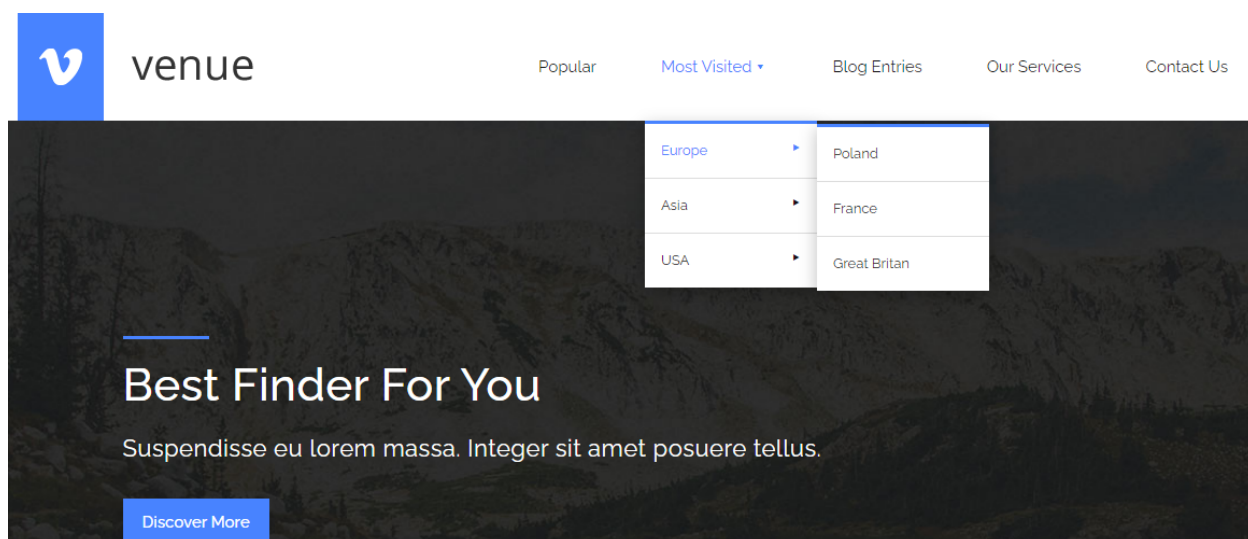 v venue
Popular
Most Visited
Blog Entries
Our Services
Contact Us
Europe
Asia
USA
Poland
France
Great Britan
Best Finder For You
Suspendisse eu lorem massa. Integer sit amet posuere tellus.
Discover More